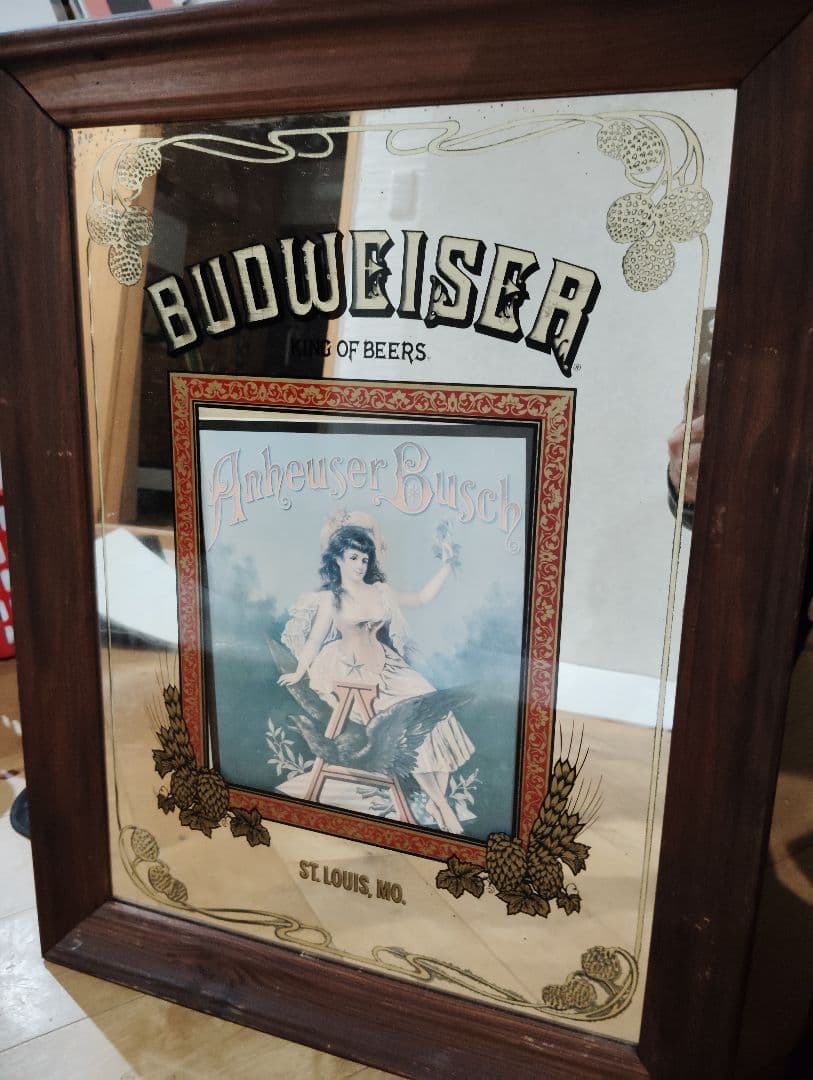 BUDWEISER
KING OF BEERS
Anheuser Busch
ST. LOUIS, MO.